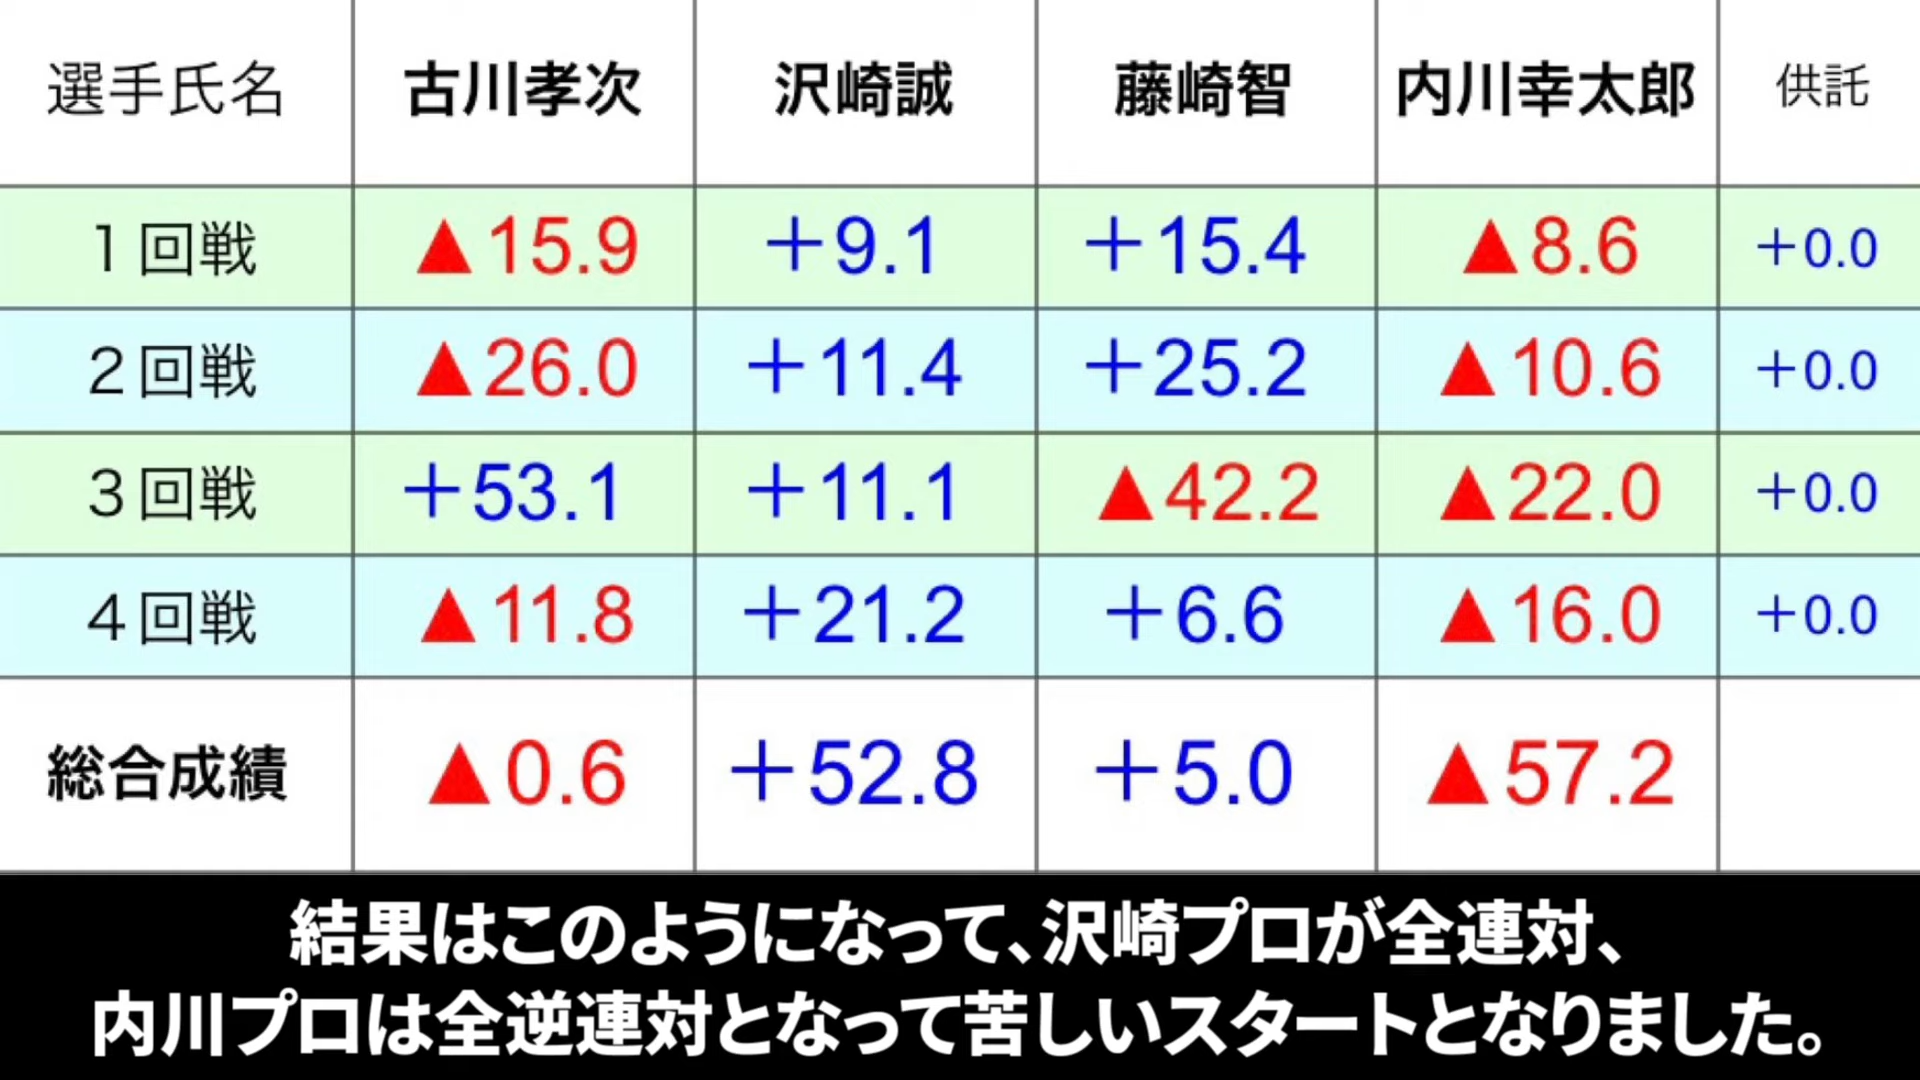 選手氏名 古川孝次 沢崎誠 藤崎智 内川幸太郎 供託
１回戦 ▲15.9 ＋9.1 ＋15.4 ▲8.6 ＋0.0
２回戦 ▲26.0 ＋11.4 ＋25.2 ▲10.6 ＋0.0
３回戦 ＋53.1 ＋11.1 ▲42.2 ▲22.0 ＋0.0
４回戦 ▲11.8 ＋21.2 ＋6.6 ▲16.0 ＋0.0
総合成績 ▲0.6 ＋52.8 ＋5.0 ▲57.2
結果はこのようになって、沢崎プロが全連対、
内川プロは全逆連対となって苦しいスタートとなりました。